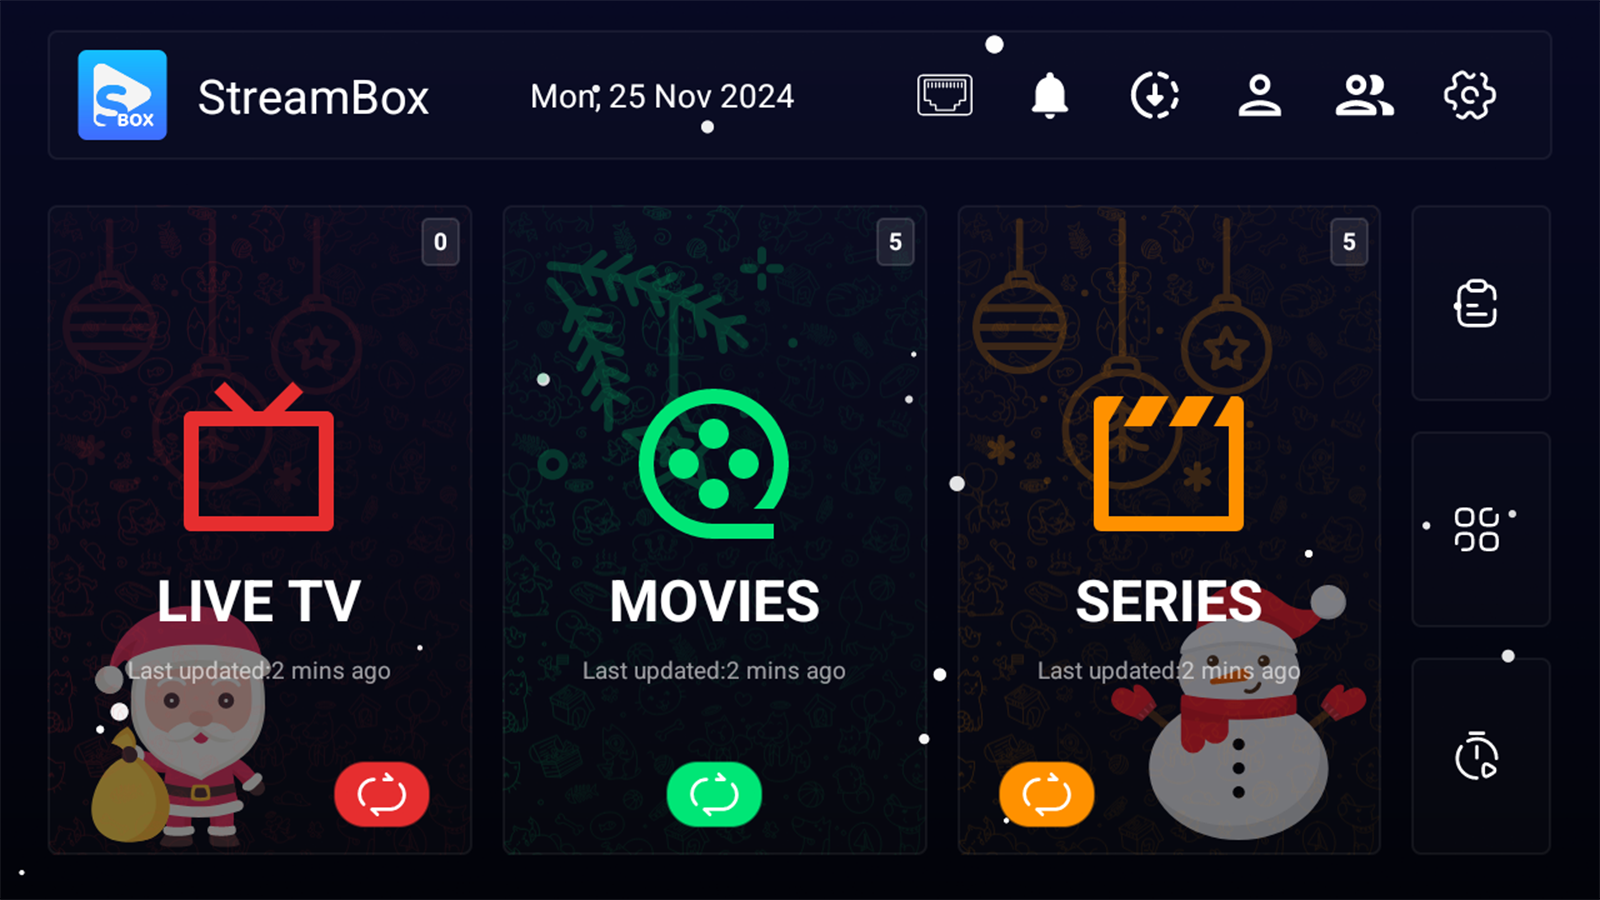 S BOX
StreamBox
Mon, 25 Nov 2024
0
5
5
LIVE TV
MOVIES
SERIES
Last updated:2 mins ago
Last updated:2 mins ago
Last updated:2 mins ago